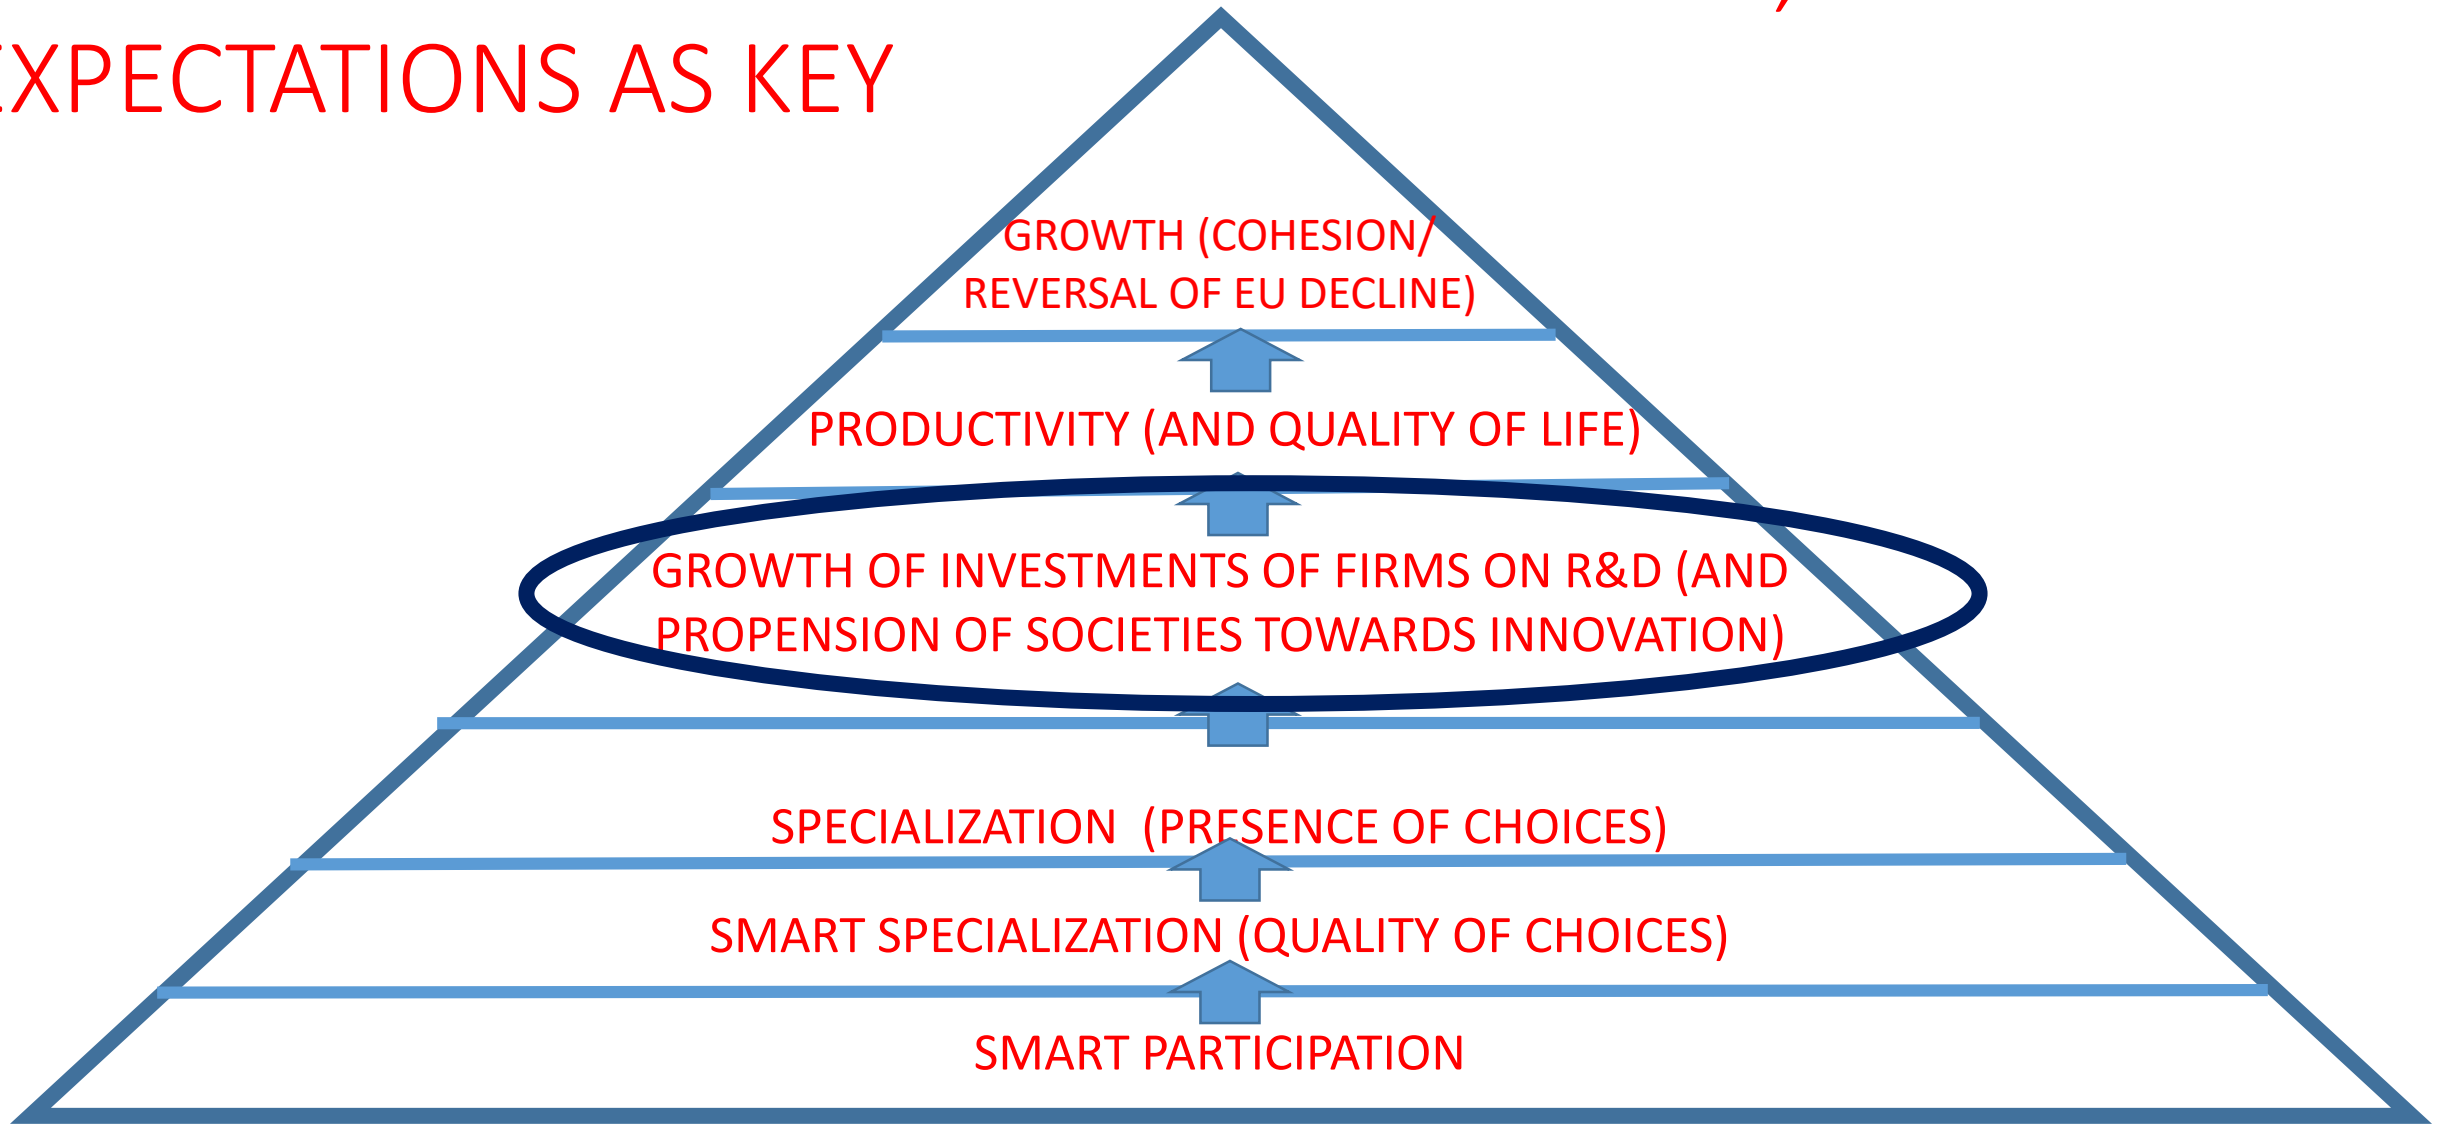 EXPECTATIONS AS KEY
GROWTH (COHESION/
REVERSAL OF EU DECLINE)
PRODUCTIVITY (AND QUALITY OF LIFE)
GROWTH OF INVESTMENTS OF FIRMS ON R&D (AND
PROPENSION OF SOCIETIES TOWARDS INNOVATION)
SPECIALIZATION (PRESENCE OF CHOICES)
SMART SPECIALIZATION (QUALITY OF CHOICES)
SMART PARTICIPATION